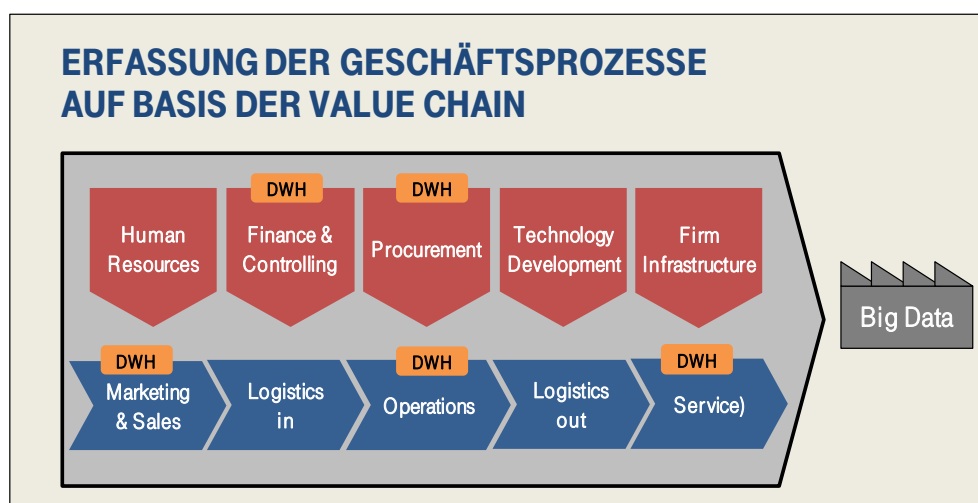 ERFASSUNG DER GESCHÄFTSPROZESSE
AUF BASIS DER VALUE CHAIN
DWH
DWH
Human
Resources
Finance &
Controlling
Procurement
Technology
Development
Firm
Infrastructure
Big Data
DWH
DWH
DWH
Marketing
& Sales
Logistics
in
Operations
Logistics
out
Service)